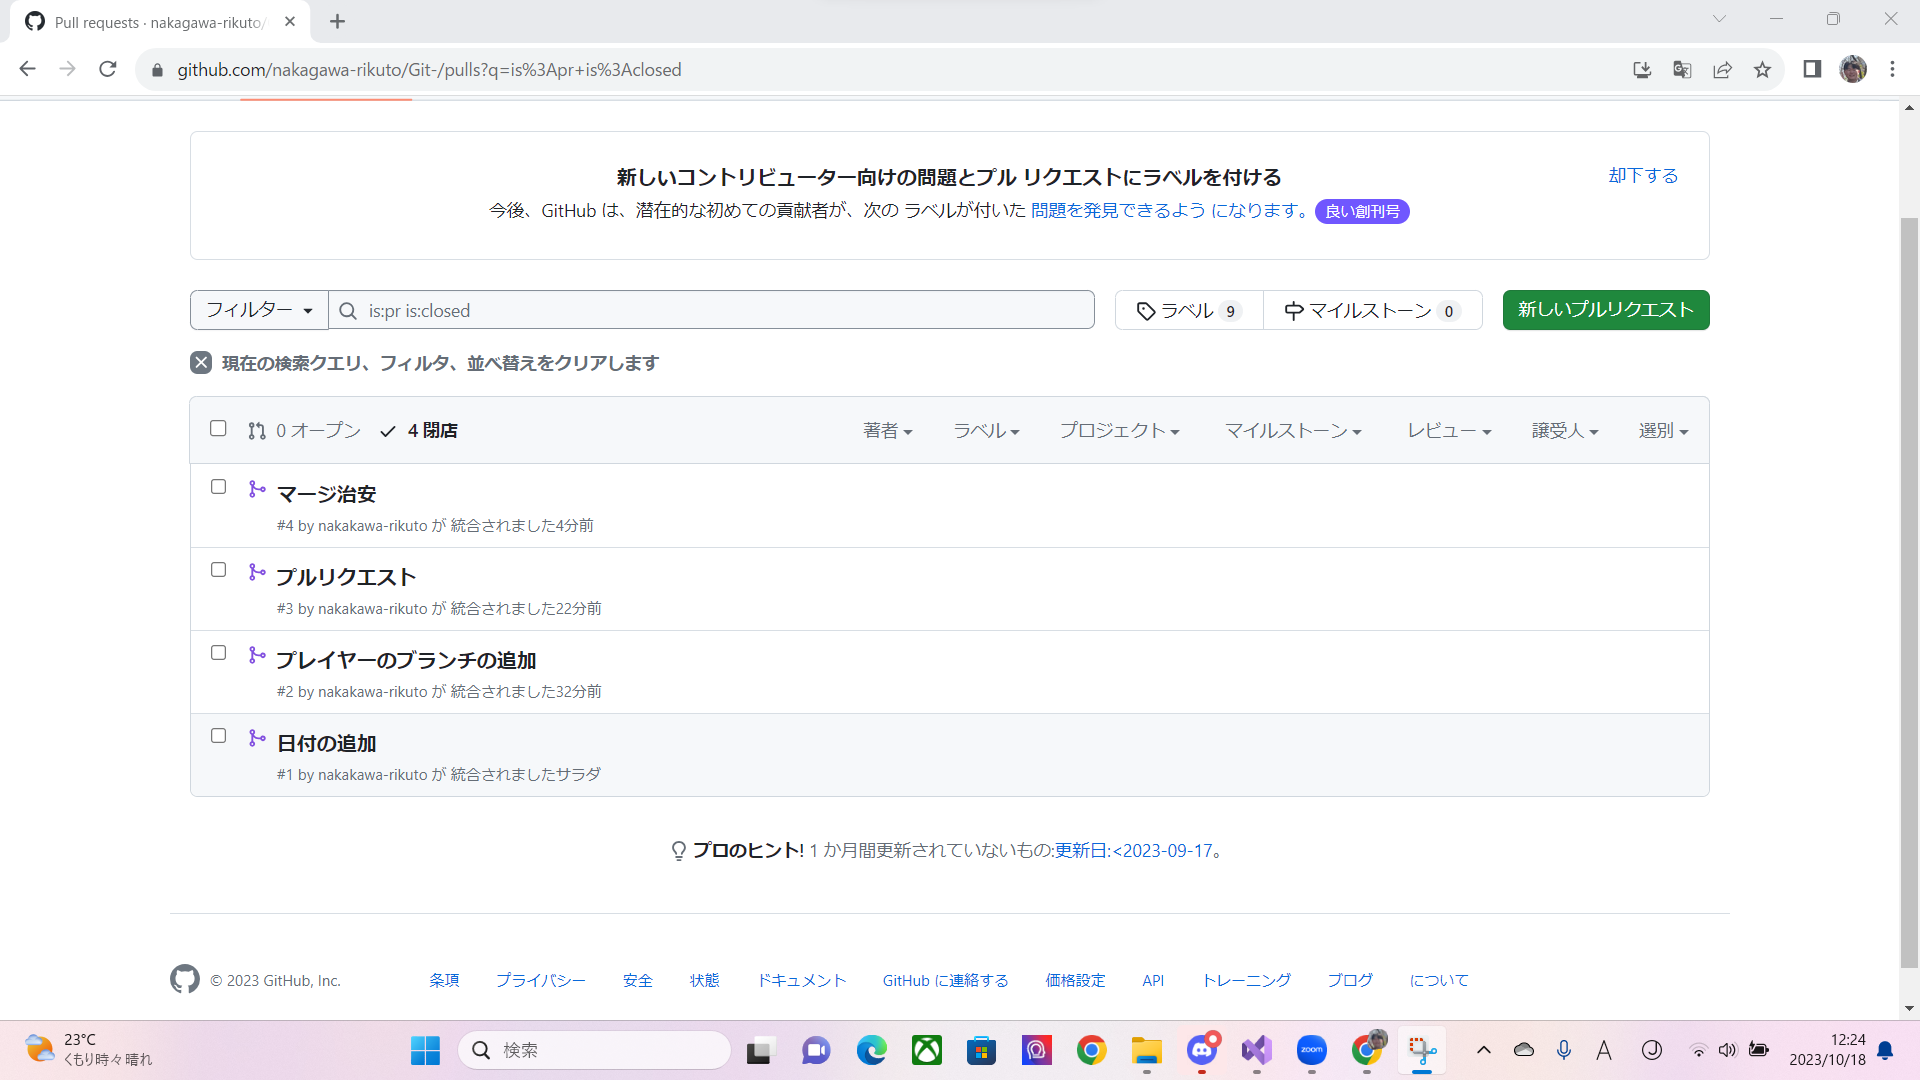 Pull requests · nakagawa-rikuto/
github.com/nakagawa-rikuto/Git-/pulls?q=is%3Apr+is%3Aclosed
新しいコントリビューター向けの問題とプル リクエストにラベルを付ける
却下する
今後、GitHub は、潜在的な初めての貢献者が、次の ラベルが付いた 問題を発見できるよう になります。 良い創刊号
フィルター
is:pr is:closed
ラベル 9
マイルストーン 0
新しいプルリクエスト
現在の検索クエリ、フィルタ、並べ替えをクリアします
0 オープン 4 閉店 著者 ラベル プロジェクト マイルストーン レビュー 譲受人 選別
マージ治安
#4 by nakakawa-rikuto が 統合されました4分前
プルリクエスト
#3 by nakakawa-rikuto が 統合されました22分前
プレイヤーのブランチの追加
#2 by nakakawa-rikuto が 統合されました32分前
日付の追加
#1 by nakakawa-rikuto が 統合されましたサラダ
プロのヒント! 1 か月間更新されていないもの:更新日:<2023-09-17。
© 2023 GitHub, Inc. 条項 プライバシー 安全 状態 ドキュメント GitHub に連絡する 価格設定 API トレーニング ブログ について
23°C
くもり時々晴れ
検索
zoom
A
J
12:24
2023/10/18